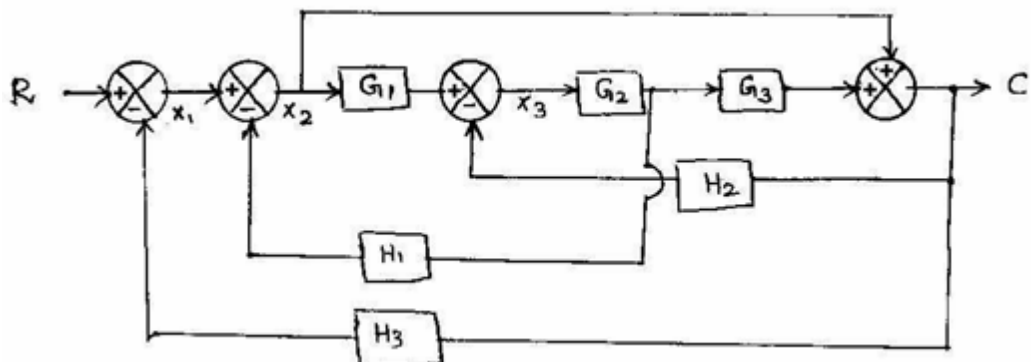 +
R + - x₁ + - x₂ G₁ + - x₃ G₂ G₃ + C
H₂
H₁
H₃